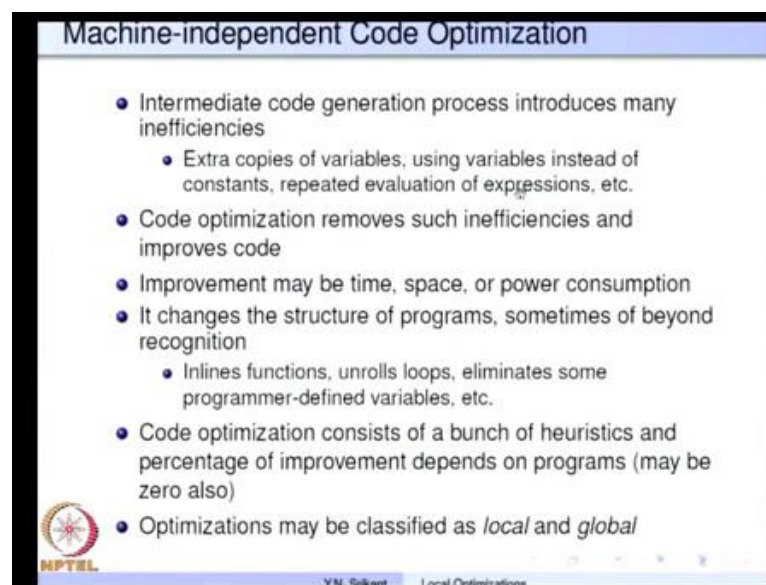 Machine-independent Code Optimization
Intermediate code generation process introduces many
inefficiencies
Extra copies of variables, using variables instead of
constants, repeated evaluation of expressions, etc.
Code optimization removes such inefficiencies and
improves code
Improvement may be time, space, or power consumption
It changes the structure of programs, sometimes of beyond
recognition
Inlines functions, unrolls loops, eliminates some
programmer-defined variables, etc.
Code optimization consists of a bunch of heuristics and
percentage of improvement depends on programs (may be
zero also)
Optimizations may be classified as local and global
NPTEL
Y.N. Srikant Local Optimizations